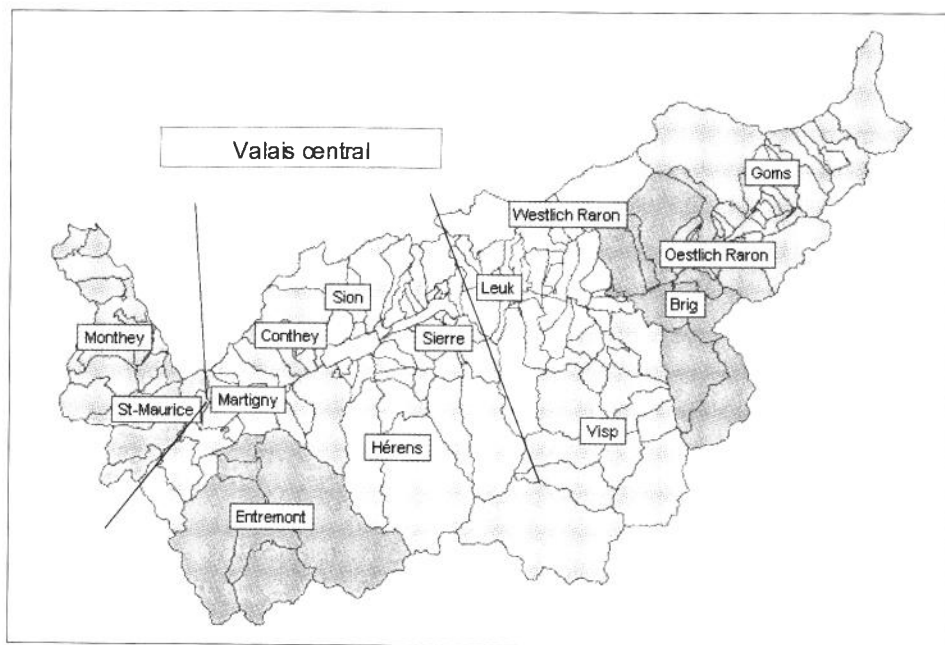 Valais central
Goms
Westlich Raron
Oestlich Raron
Leuk
Sion
Brig
Conthey
Sierre
Monthey
Martigny
St-Maurice
Visp
Hérens
Entremont